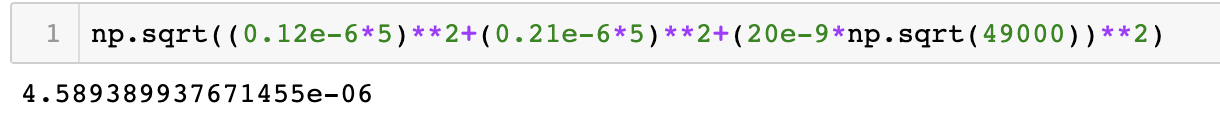 1 np.sqrt((0.12e-6*5)**2+(0.21e-6*5)**2+(20e-9*np.sqrt(49000))**2)
4.589389937671455e-06